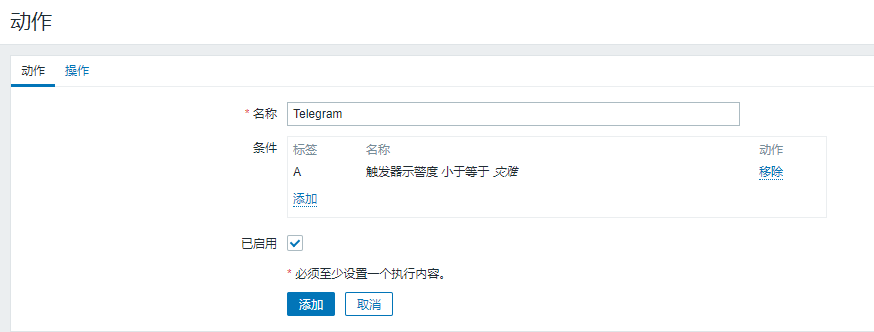 动作
动作 操作
* 名称 Telegram
条件 标签 名称 动作
A 触发器示警度 小于等于 灾难 移除
添加
已启用
* 必须至少设置一个执行内容。
添加 取消